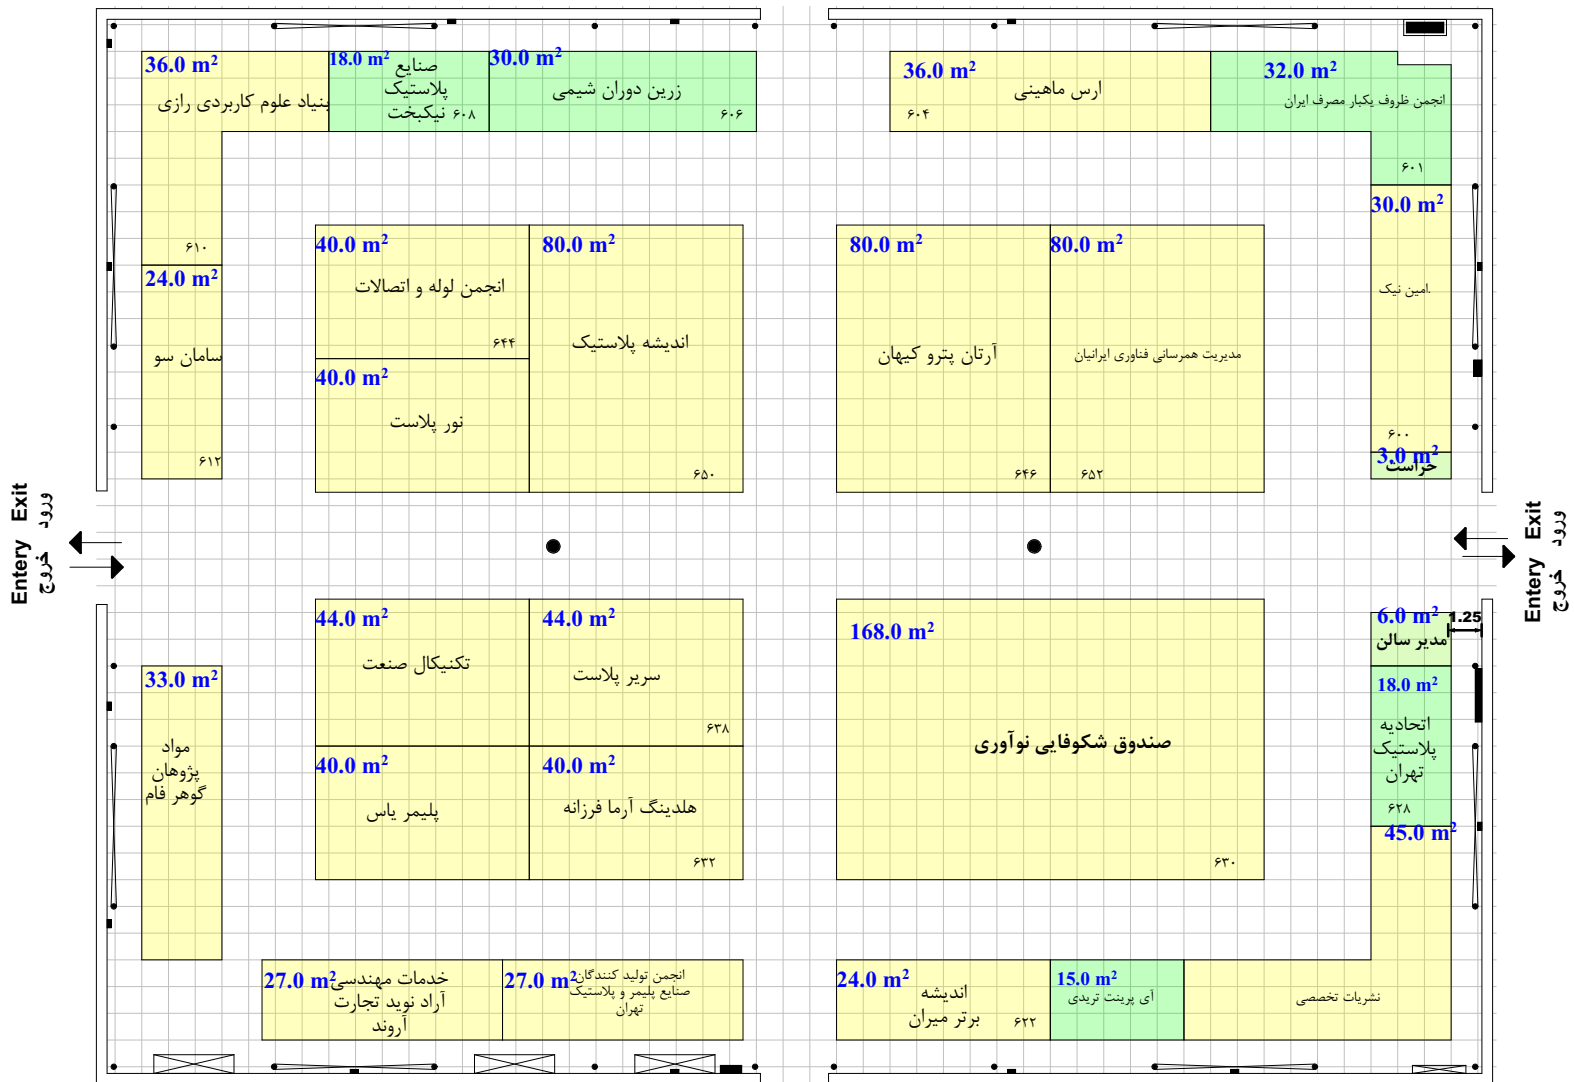 36.0 m²
بنیاد علوم کاربردی رازی
۶۱۰
18.0 m²
صنایع
پلاستیک
نیکبخت ۶۰۸
30.0 m²
زرین دوران شیمی
۶۰۶
36.0 m²
ارس ماهینی
۶۰۴
32.0 m²
انجمن ظروف یکبار مصرف ایران
۶۰۱
24.0 m²
سامان سو
۶۱۲
40.0 m²
انجمن لوله و اتصالات
۶۴۴
40.0 m²
نور پلاست
80.0 m²
اندیشه پلاستیک
۶۵۰
80.0 m²
آرتان پترو کیهان
۶۴۶
80.0 m²
مدیریت همرسانی فناوری ایرانیان
۶۵۲
30.0 m²
امین نیک.
۶۰۰
3.0 m²
حراست
Entery Exit
ورود خروج
Entery Exit
ورود خروج
33.0 m²
مواد
پژوهان
گوهر فام
44.0 m²
تکنیکال صنعت
44.0 m²
سریر پلاست
۶۳۸
40.0 m²
پلیمر یاس
40.0 m²
هلدینگ آرما فرزانه
۶۳۲
168.0 m²
صندوق شکوفایی نوآوری
۶۳۰
6.0 m²
مدیر سالن
1.25
18.0 m²
اتحادیه
پلاستیک
تهران
۶۲۸
45.0 m²
نشریات تخصصی
27.0 m²
خدمات مهندسی
آراد نوید تجارت
آروند
27.0 m²
انجمن تولید کنندگان
صنایع پلیمر و پلاستیک
تهران
24.0 m²
اندیشه
برتر میران
۶۲۲
15.0 m²
آی پرینت تریدی